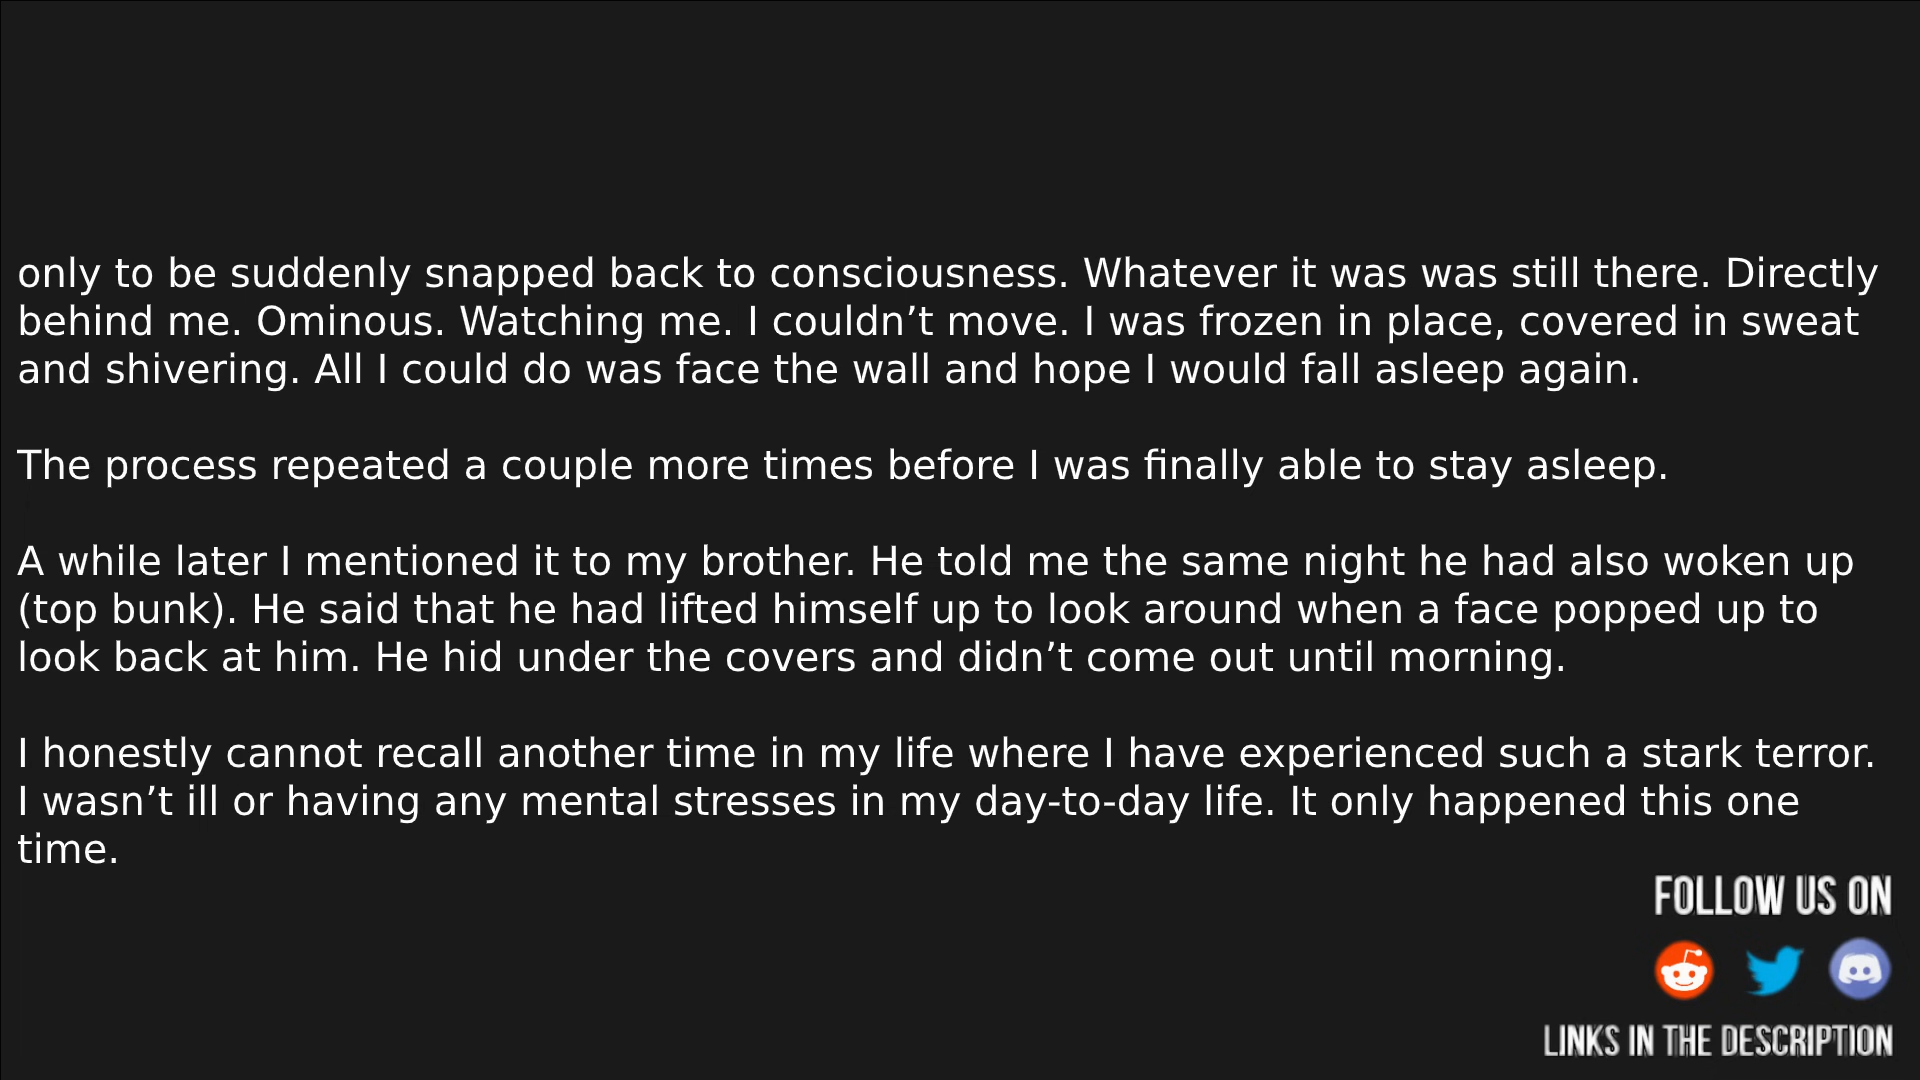 only to be suddenly snapped back to consciousness. Whatever it was was still there. Directly
behind me. Ominous. Watching me. I couldn’t move. I was frozen in place, covered in sweat
and shivering. All I could do was face the wall and hope I would fall asleep again.
The process repeated a couple more times before I was finally able to stay asleep.
A while later I mentioned it to my brother. He told me the same night he had also woken up
(top bunk). He said that he had lifted himself up to look around when a face popped up to
look back at him. He hid under the covers and didn’t come out until morning.
I honestly cannot recall another time in my life where I have experienced such a stark terror.
I wasn’t ill or having any mental stresses in my day-to-day life. It only happened this one
time.
FOLLOW US ON
LINKS IN THE DESCRIPTION